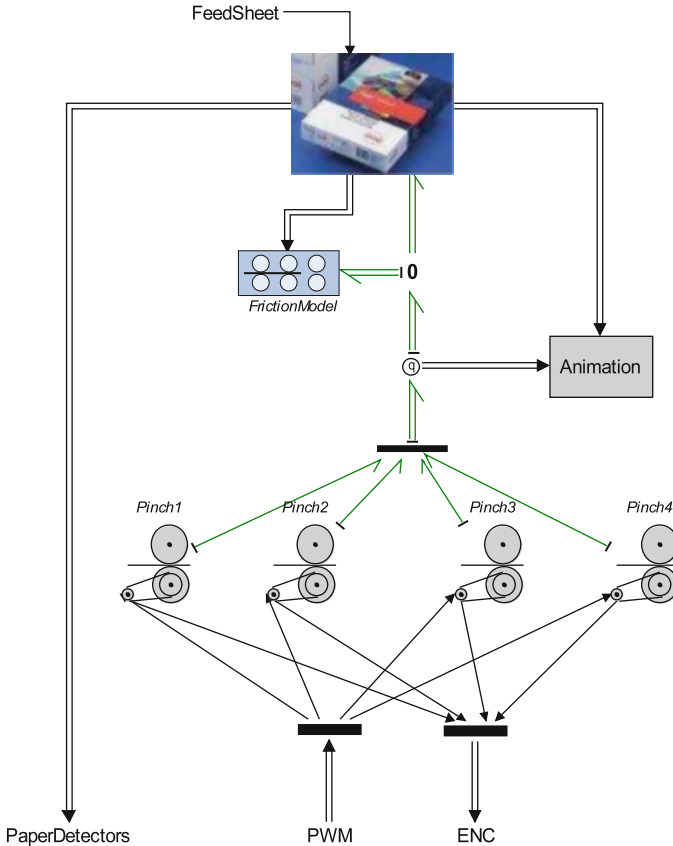 FeedSheet
0
FrictionModel
q
Animation
Pinch1
Pinch2
Pinch3
Pinch4
PaperDetectors
PWM
ENC